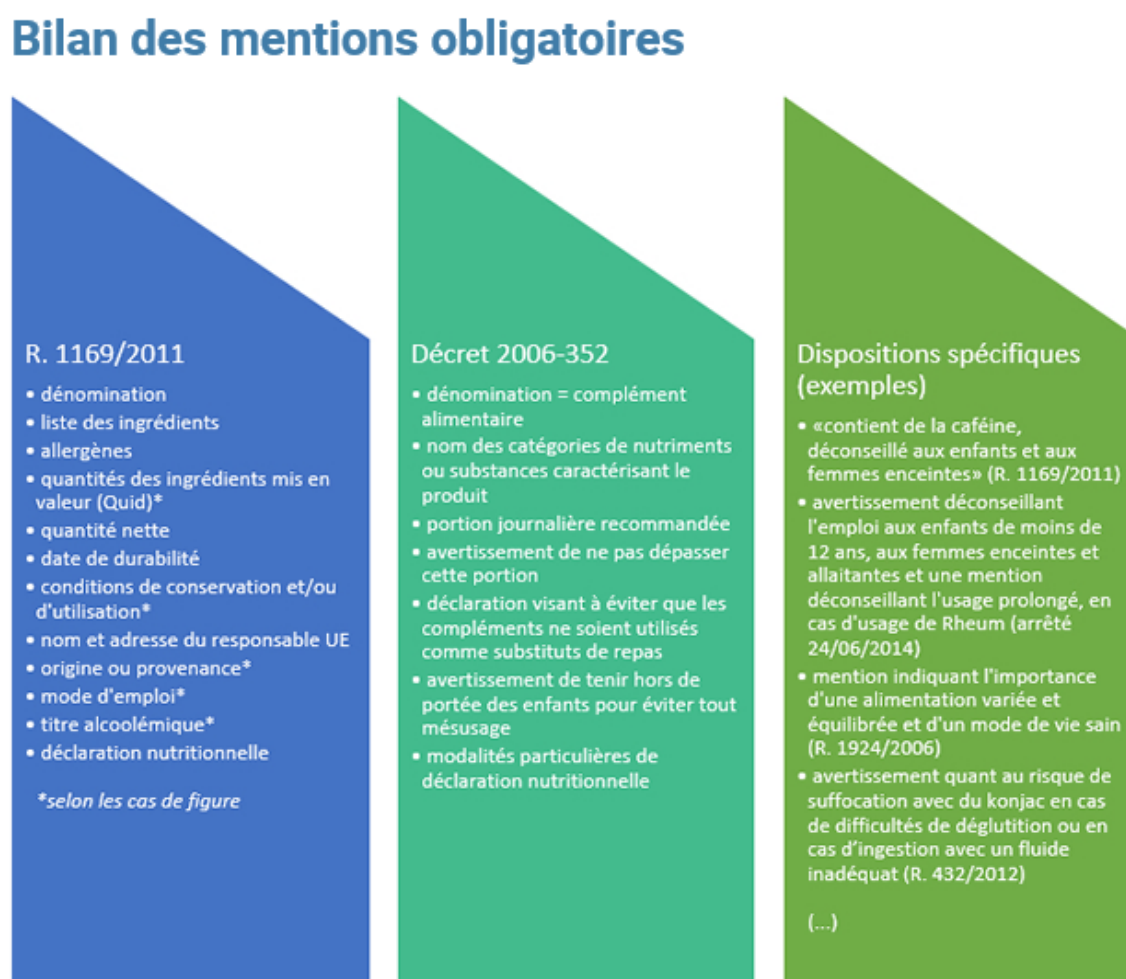 Bilan des mentions obligatoires
R. 1169/2011
• dénomination
• liste des ingrédients
• allergènes
• quantités des ingrédients mis en
valeur (Quid)*
• quantité nette
• date de durabilité
• conditions de conservation et/ou
d'utilisation*
• nom et adresse du responsable UE
• origine ou provenance*
• mode d'emploi*
• titre alcoolémique*
• déclaration nutritionnelle
*selon les cas de figure
Décret 2006-352
• dénomination = complément
alimentaire
• nom des catégories de nutriments
ou substances caractérisant le
produit
• portion journalière recommandée
• avertissement de ne pas dépasser
cette portion
• déclaration visant à éviter que les
compléments ne soient utilisés
comme substituts de repas
• avertissement de tenir hors de
portée des enfants pour éviter tout
mésusage
• modalités particulières de
déclaration nutritionnelle
Dispositions spécifiques
(exemples)
• «contient de la caféine,
déconseillé aux enfants et aux
femmes enceintes» (R. 1169/2011)
• avertissement déconseillant
l'emploi aux enfants de moins de
12 ans, aux femmes enceintes et
allaitantes et une mention
déconseillant l'usage prolongé, en
cas d'usage de Rheum (arrêté
24/06/2014)
• mention indiquant l'importance
d'une alimentation variée et
équilibrée et d'un mode de vie sain
(R. 1924/2006)
• avertissement quant au risque de
suffocation avec du konjac en cas
de difficultés de déglutition ou en
cas d’ingestion avec un fluide
inadéquat (R. 432/2012)
(...)